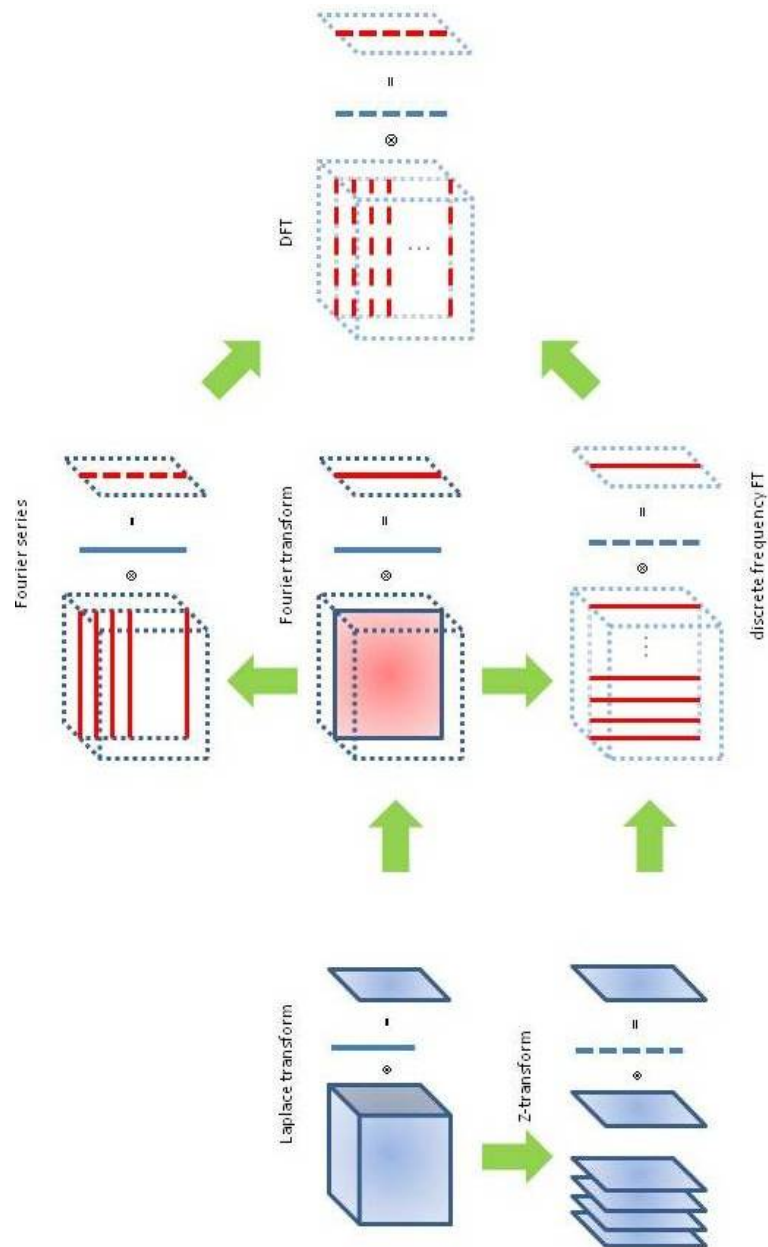 Laplace transform
Z-transform
Fourier series
Fourier transform
discrete frequency FT
DFT